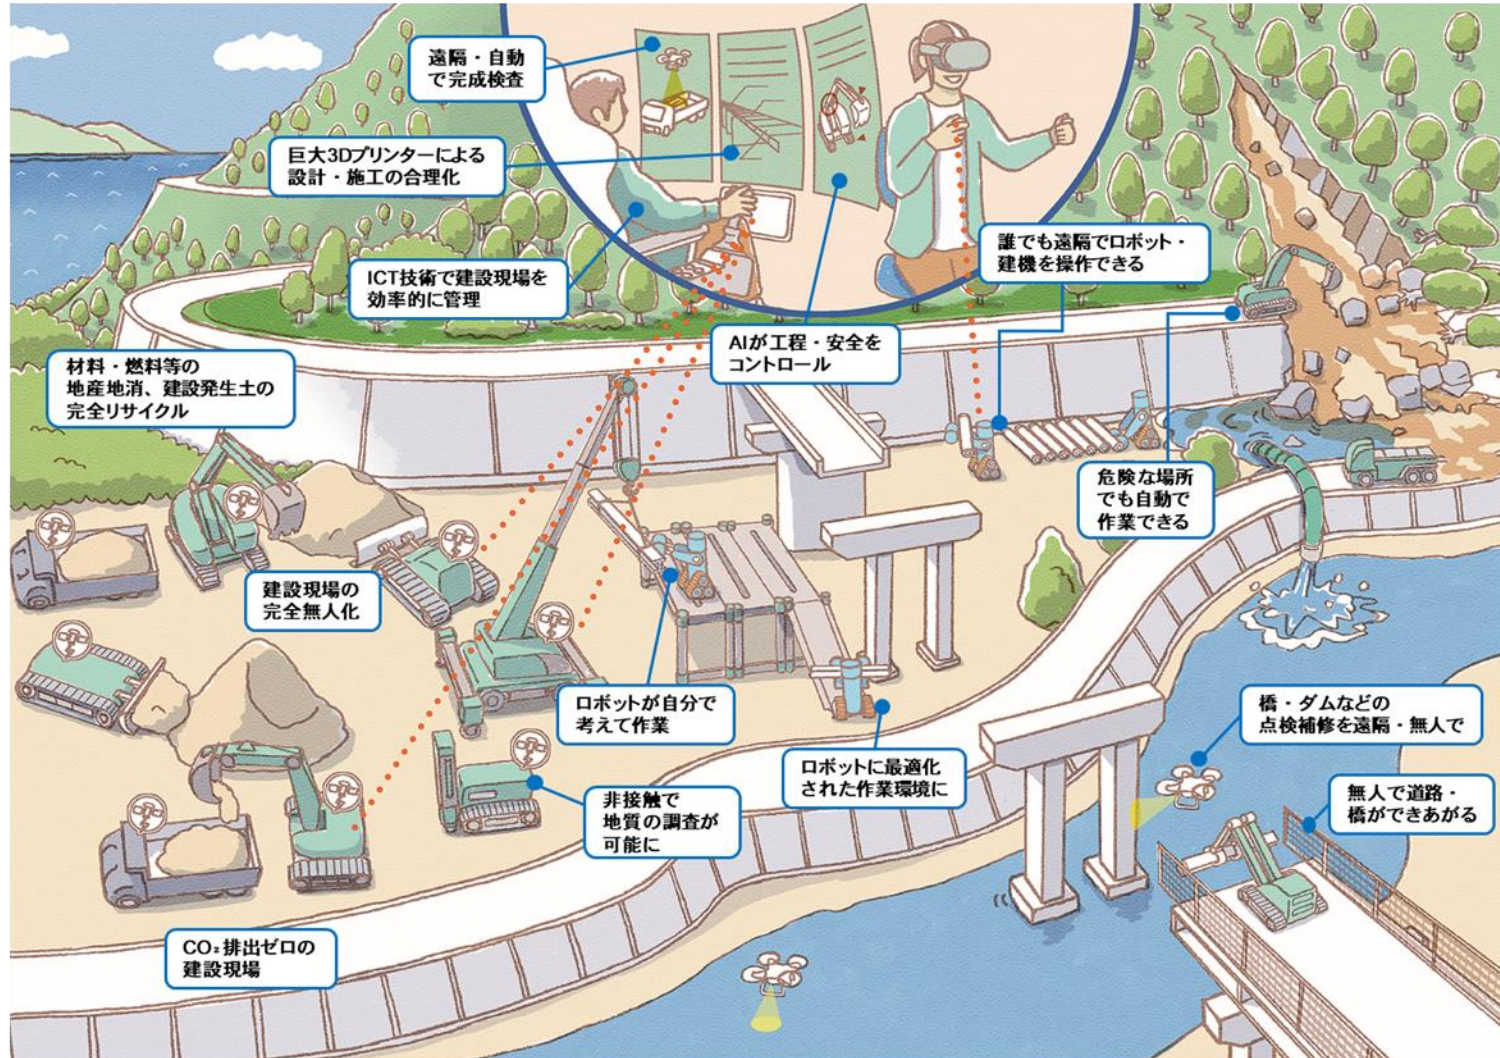 遠隔・自動
で完成検査
巨大3Dプリンターによる
設計・施工の合理化
ICT技術で建設現場を
効率的に管理
誰でも遠隔でロボット・
建機を操作できる
AIが工程・安全を
コントロール
材料・燃料等の
地産地消、建設発生土の
完全リサイクル
危険な場所
でも自動で
作業できる
建設現場の
完全無人化
ロボットが自分で
考えて作業
ロボットに最適化
された作業環境に
橋・ダムなどの
点検補修を遠隔・無人で
無人で道路・
橋ができあがる
非接触で
地質の調査が
可能に
CO₂排出ゼロの
建設現場